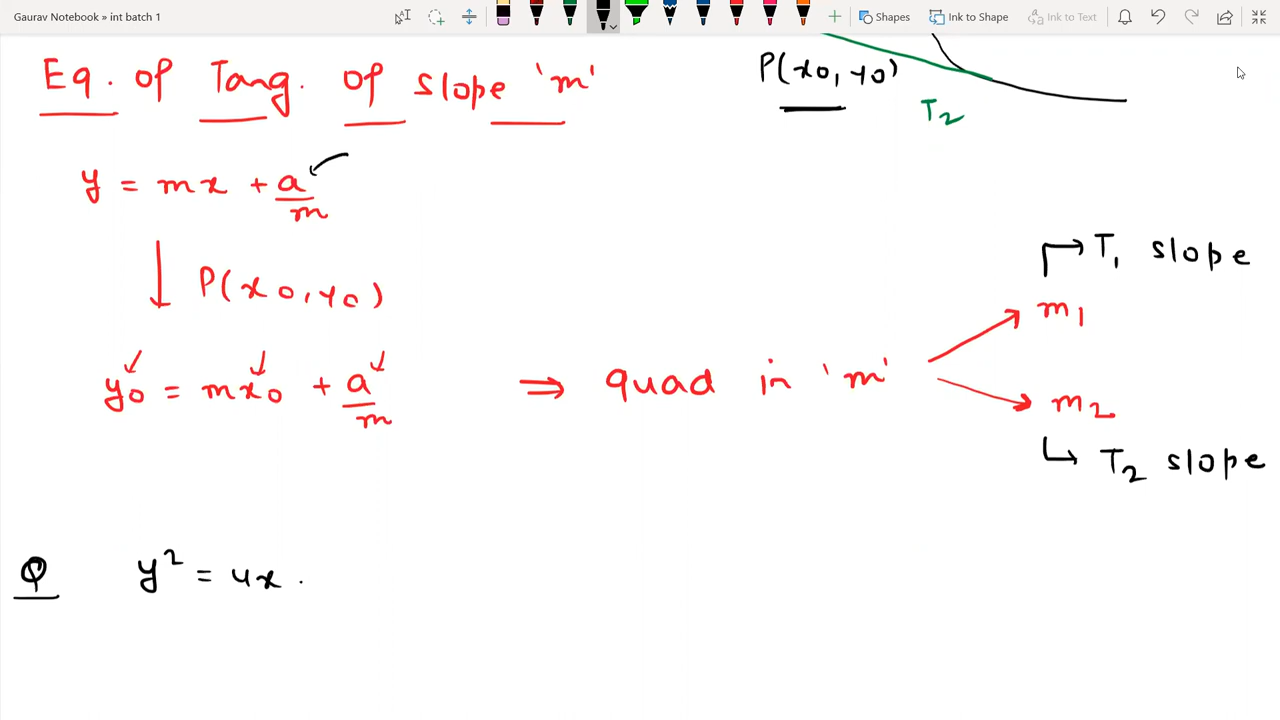 Gaurav Notebook » int batch 1
Shapes
Ink to Shape
Ink to Text
Eq. of Tang. of slope 'm'
P(x0, y0)
T2
y = mx + a/m
P(x0, y0)
T1 slope
m1
y0 = mx0 + a/m ⇒ quad in 'm'
m2
T2 slope
Q y² = 4x .